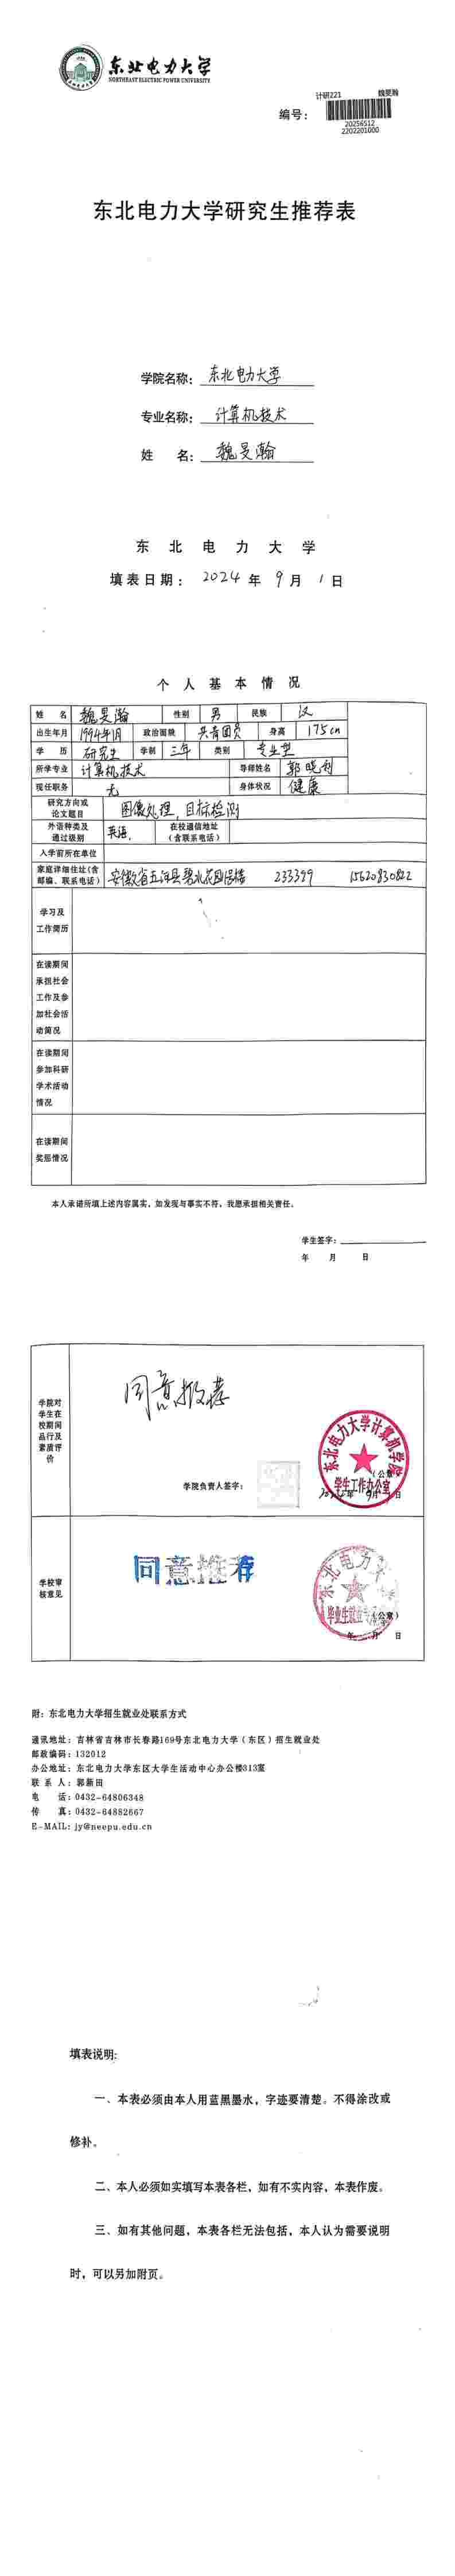 东北电力大学
NORTHEAST ELECTRIC POWER UNIVERSITY
计研221 魏旻瀚
编号：
20256512
2202201000
东北电力大学研究生推荐表
学院名称： 东北电力大学
专业名称： 计算机技术
姓 名： 魏旻瀚
东 北 电 力 大 学
填表日期： 2024 年 9 月 1 日
个 人 基 本 情 况
姓 名 魏旻瀚 性别 男 民族 汉
出生年月 1994年1月 政治面貌 共青团员 身高 175cm
学 历 研究生 学制 三年 类别 专业型
所学专业 计算机技术 导师姓名 郭晓利
现任职务 无 身体状况 健康
研究方向或论文题目 图像处理，目标检测
外语种类及通过级别 英语， 在校通信地址（含联系电话）
入学前所在单位
家庭详细住址（含邮编、联系电话） 安徽省五河县碧水花园 233399 15620830822
学习及工作简历
在读期间承担社会工作及参加社会活动简况
在读期间参加科研学术活动情况
在读期间奖惩情况
本人承诺所填上述内容属实，如发现与事实不符，我愿承担相关责任。
学生签字：
年 月 日
学院对学生在校期间品行及素质评价
同意推荐
学院负责人签字：
东北电力大学计算机学院
学生工作办公室
（公章）
年 9月 日
学校审核意见
同意推荐
东北电力大学
毕业生就业
（公章）
年 月 日
附：东北电力大学招生就业处联系方式
通讯地址：吉林省吉林市长春路169号东北电力大学（东区）招生就业处
邮政编码：132012
办公地址：东北电力大学东区大学生活动中心办公楼313室
联 系 人：郭新田
电 话：0432-64806348
传 真：0432-64882667
E-MAIL：jy@neepu.edu.cn
填表说明：
一、本表必须由本人用蓝黑墨水，字迹要清楚。不得涂改或
修补。
二、本人必须如实填写本表各栏，如有不实内容，本表作废。
三、如有其他问题，本表各栏无法包括，本人认为需要说明
时，可以另加附页。